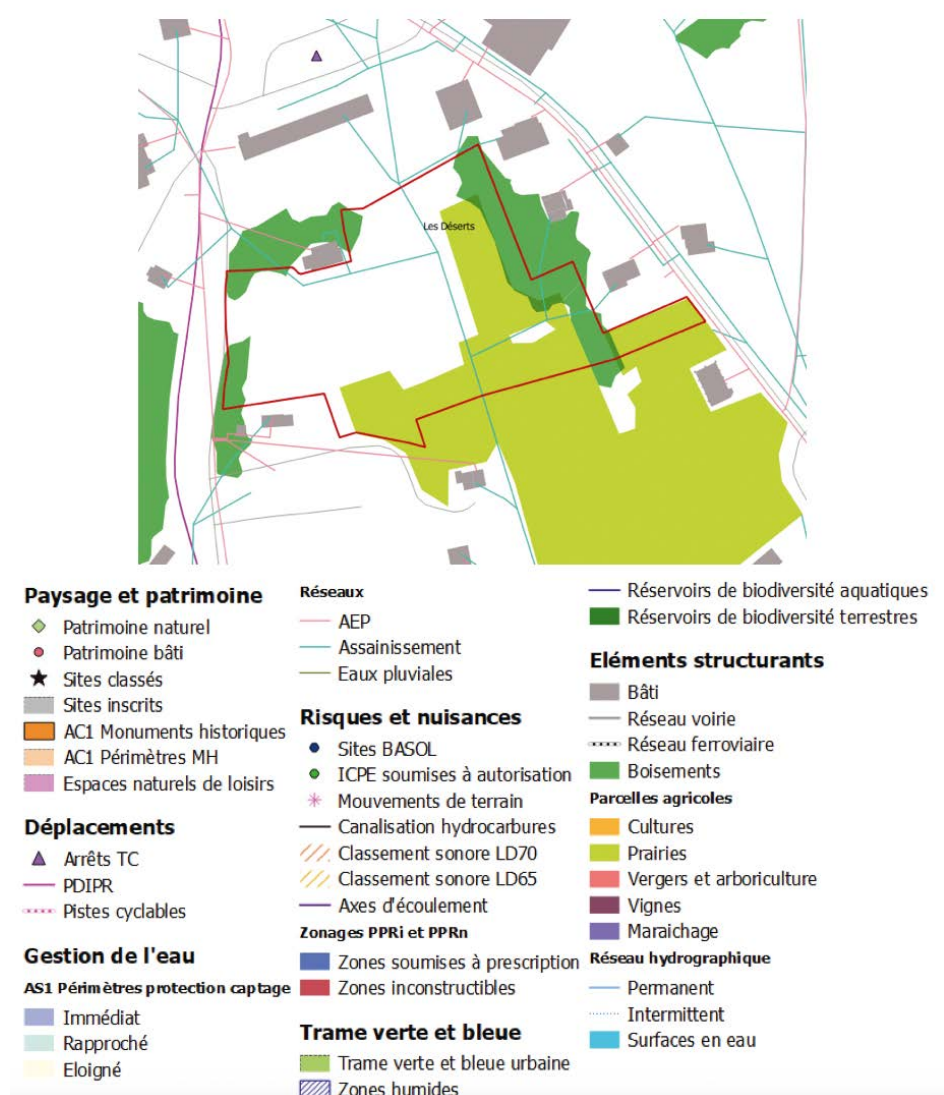 Les Déserts
Paysage et patrimoine
Patrimoine naturel
Patrimoine bâti
Sites classés
Sites inscrits
AC1 Monuments historiques
AC1 Périmètres MH
Espaces naturels de loisirs
Déplacements
Arrêts TC
PDIPR
Pistes cyclables
Gestion de l'eau
AS1 Périmètres protection captage
Immédiat
Rapproché
Eloigné
Réseaux
AEP
Assainissement
Eaux pluviales
Risques et nuisances
Sites BASOL
ICPE soumises à autorisation
Mouvements de terrain
Canalisation hydrocarbures
Classement sonore LD70
Classement sonore LD65
Axes d'écoulement
Zonages PPRi et PPRn
Zones soumises à prescription
Zones inconstructibles
Trame verte et bleue
Trame verte et bleue urbaine
Zones humides
Réservoirs de biodiversité aquatiques
Réservoirs de biodiversité terrestres
Eléments structurants
Bâti
Réseau voirie
Réseau ferroviaire
Boisements
Parcelles agricoles
Cultures
Prairies
Vergers et arboriculture
Vignes
Maraichage
Réseau hydrographique
Permanent
Intermittent
Surfaces en eau